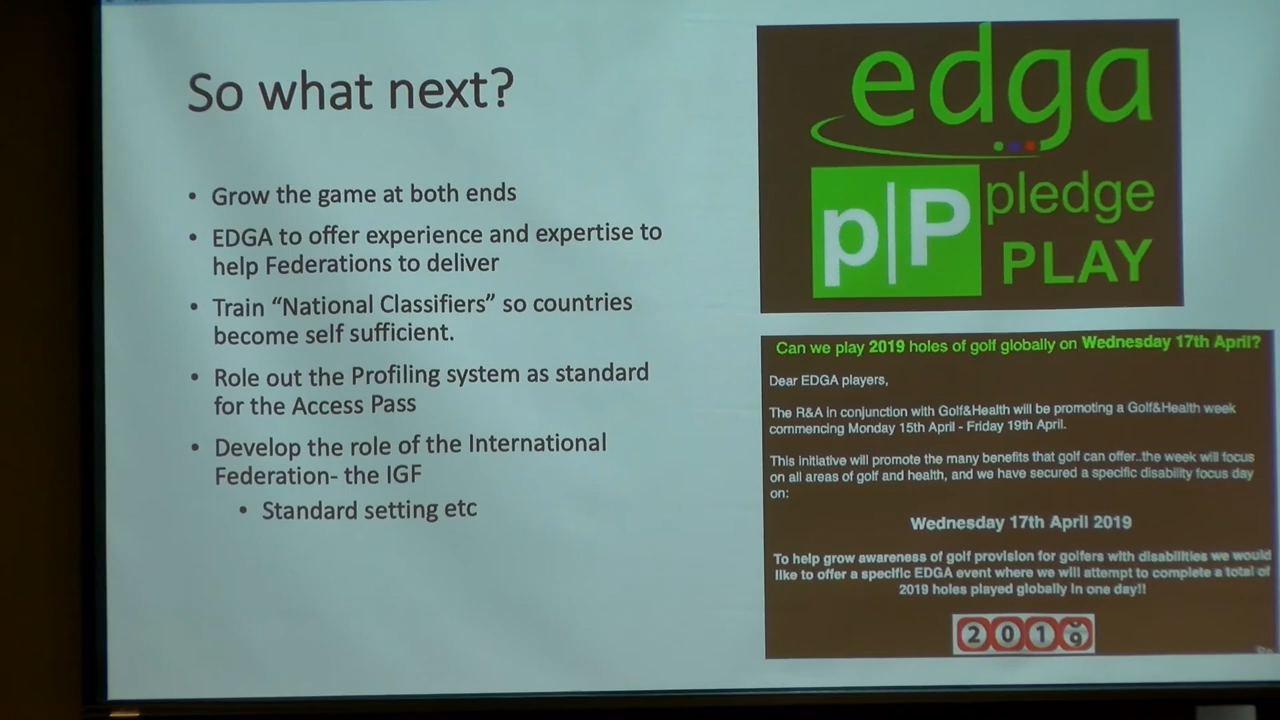 So what next?
• Grow the game at both ends
• EDGA to offer experience and expertise to
help Federations to deliver
• Train “National Classifiers” so countries
become self sufficient.
• Role out the Profiling system as standard
for the Access Pass
• Develop the role of the International
Federation- the IGF
• Standard setting etc
edga
p|P
pledge
PLAY
Can we play 2019 holes of golf globally on Wednesday 17th April?
Dear EDGA players,
The R&A in conjunction with Golf&Health will be promoting a Golf&Health week
commencing Monday 15th April - Friday 19th April.
This initiative will promote the many benefits that golf can offer..the week will focus
on all areas of golf and health, and we have secured a specific disability focus day
on:
Wednesday 17th April 2019
To help grow awareness of golf provision for golfers with disabilities we would
like to offer a specific EDGA event where we will attempt to complete a total of
2019 holes played globally in one day!!
2019